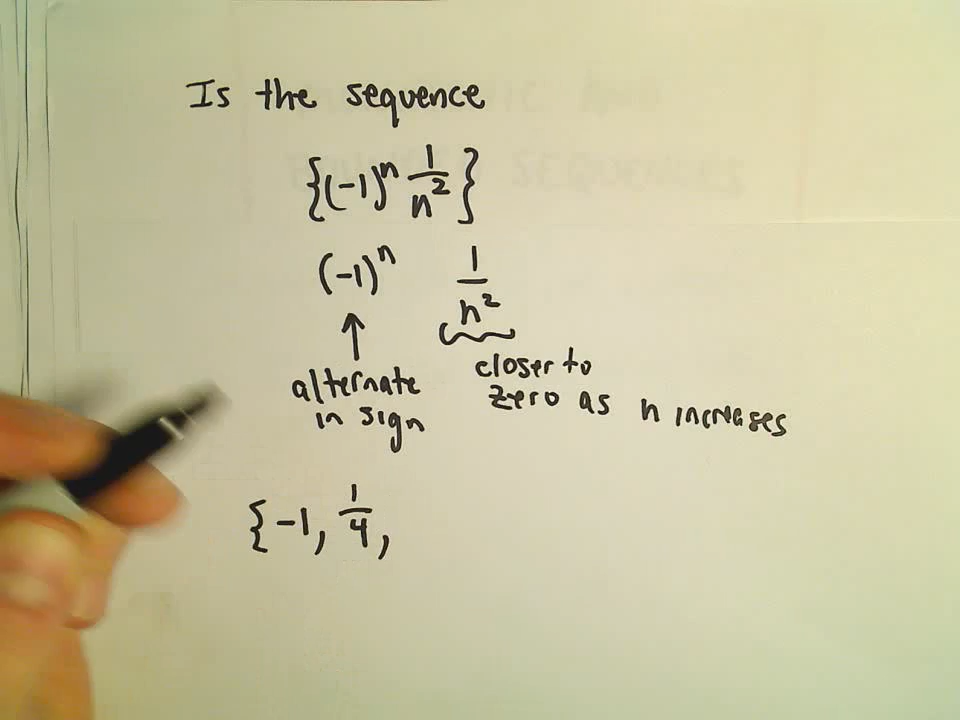 Is the sequence
{(-1)^n 1/n^2}
(-1)^n 1/n^2
alternate in sign
closer to zero as n increases
{-1, 1/4,